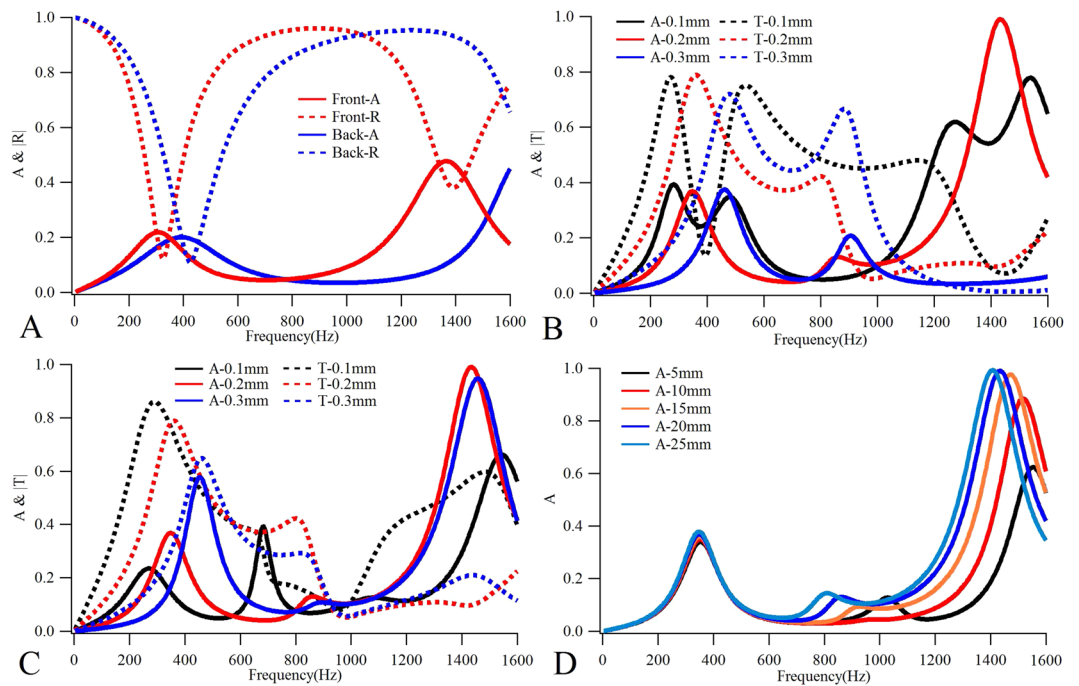 1.0
0.8
0.6
0.4
0.2
0.0
A & |R|
Front-A
Front-R
Back-A
Back-R
0 200 400 600 800 1000 1200 1400 1600
Frequency(Hz)
A
A-0.1mm T-0.1mm
A-0.2mm T-0.2mm
A-0.3mm T-0.3mm
1.0
0.8
0.6
0.4
0.2
0.0
A & |T|
0 200 400 600 800 1000 1200 1400 1600
Frequency(Hz)
B
A-0.1mm T-0.1mm
A-0.2mm T-0.2mm
A-0.3mm T-0.3mm
1.0
0.8
0.6
0.4
0.2
0.0
A & |T|
0 200 400 600 800 1000 1200 1400 1600
Frequency(Hz)
C
A-5mm
A-10mm
A-15mm
A-20mm
A-25mm
1.0
0.8
0.6
0.4
0.2
0.0
A
0 200 400 600 800 1000 1200 1400 1600
Frequency(Hz)
D